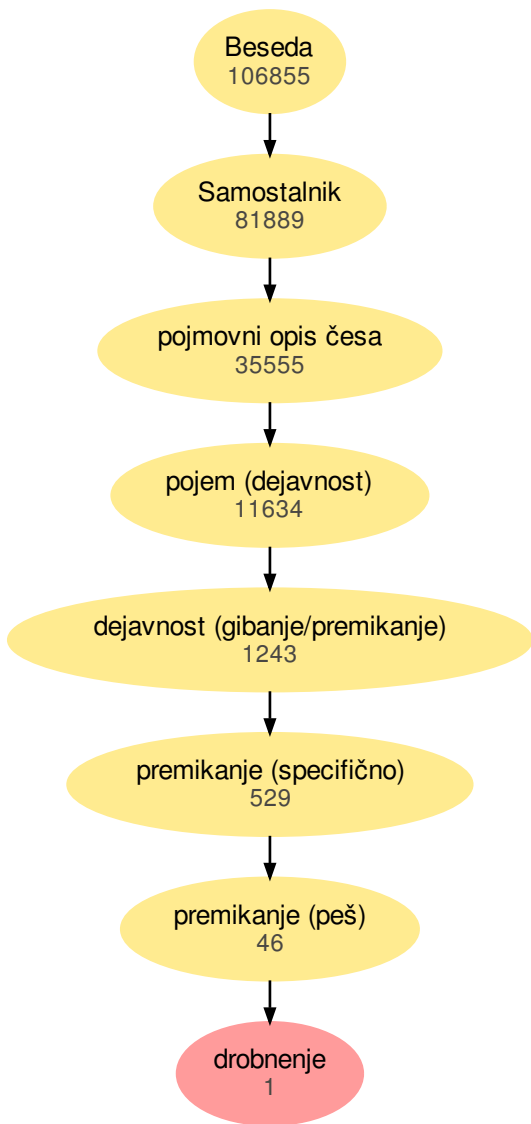 Beseda
106855
Samostalnik
81889
pojmovni opis česa
35555
pojem (dejavnost)
11634
dejavnost (gibanje/premikanje)
1243
premikanje (specifično)
529
premikanje (peš)
46
drobnenje
1